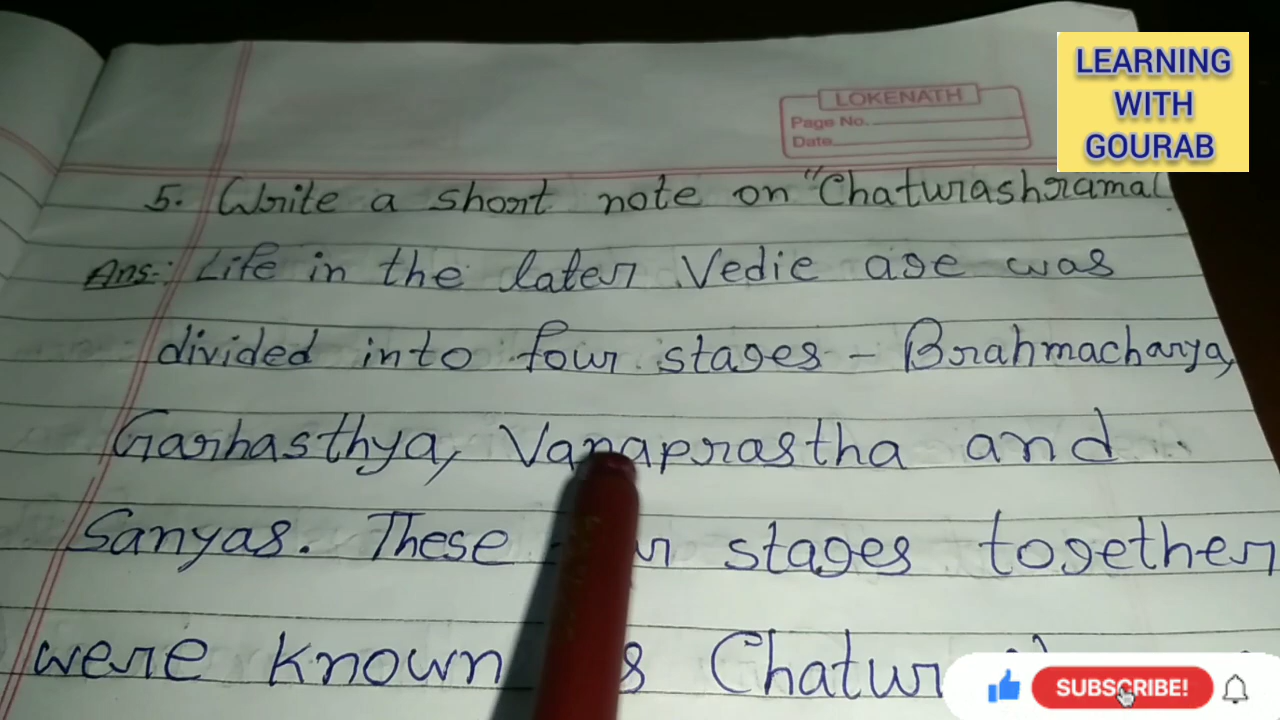 LEARNING
WITH
GOURAB
LOKENATH
Page No.
Date
5. Write a short note on "Chaturashrama
Ans:- Life in the later Vedic age was
divided into four stages - Brahmacharya,
Garhasthya, Vanaprastha and
Sanyas. These stages together
were known Chatur
SUBSCRIBE!